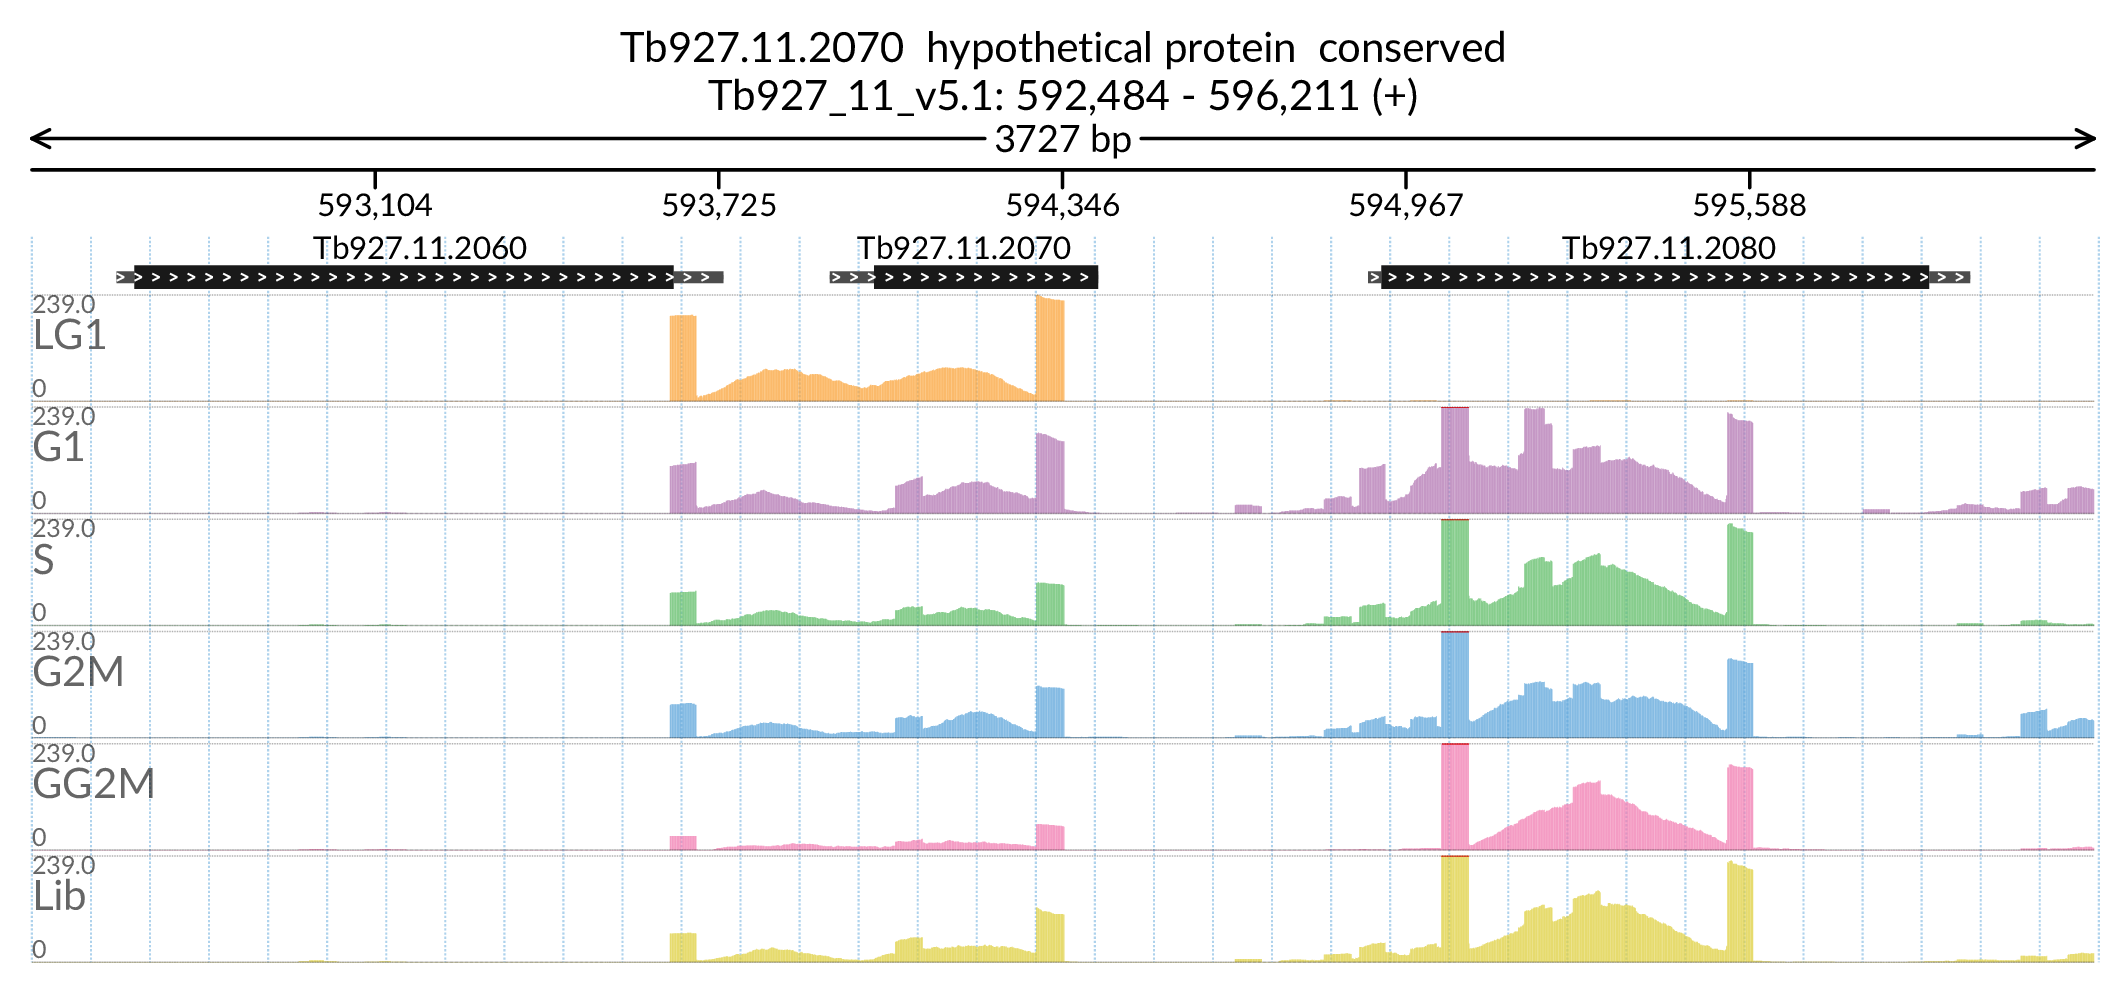 Tb927.11.2070 hypothetical protein conserved
Tb927_11_v5.1: 592,484 - 596,211 (+)
3727 bp
593,104 593,725 594,346 594,967 595,588
Tb927.11.2060 Tb927.11.2070 Tb927.11.2080
239.0
LG1
0
239.0
G1
0
239.0
S
0
239.0
G2M
0
239.0
GG2M
0
239.0
Lib
0